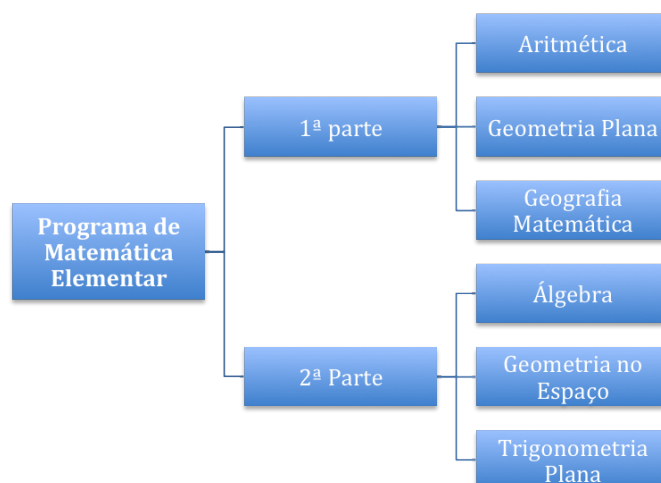 Programa de
Matemática
Elementar
1ª parte
Aritmética
Geometria Plana
Geografia
Matemática
2ª Parte
Álgebra
Geometria no
Espaço
Trigonometria
Plana